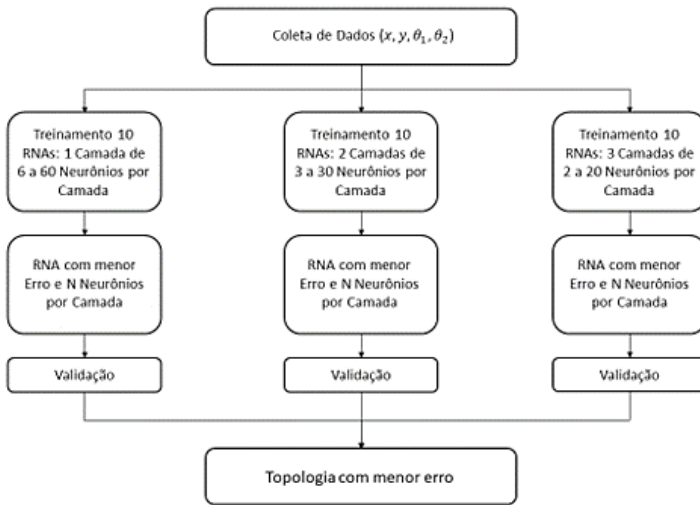 Coleta de Dados (x, y, θ₁, θ₂)
Treinamento 10
RNAs: 1 Camada de
6 a 60 Neurônios por
Camada
Treinamento 10
RNAs: 2 Camadas de
3 a 30 Neurônios por
Camada
Treinamento 10
RNAs: 3 Camadas de
2 a 20 Neurônios por
Camada
RNA com menor
Erro e N Neurônios
por Camada
RNA com menor
Erro e N Neurônios
por Camada
RNA com menor
Erro e N Neurônios
por Camada
Validação
Validação
Validação
Topologia com menor erro